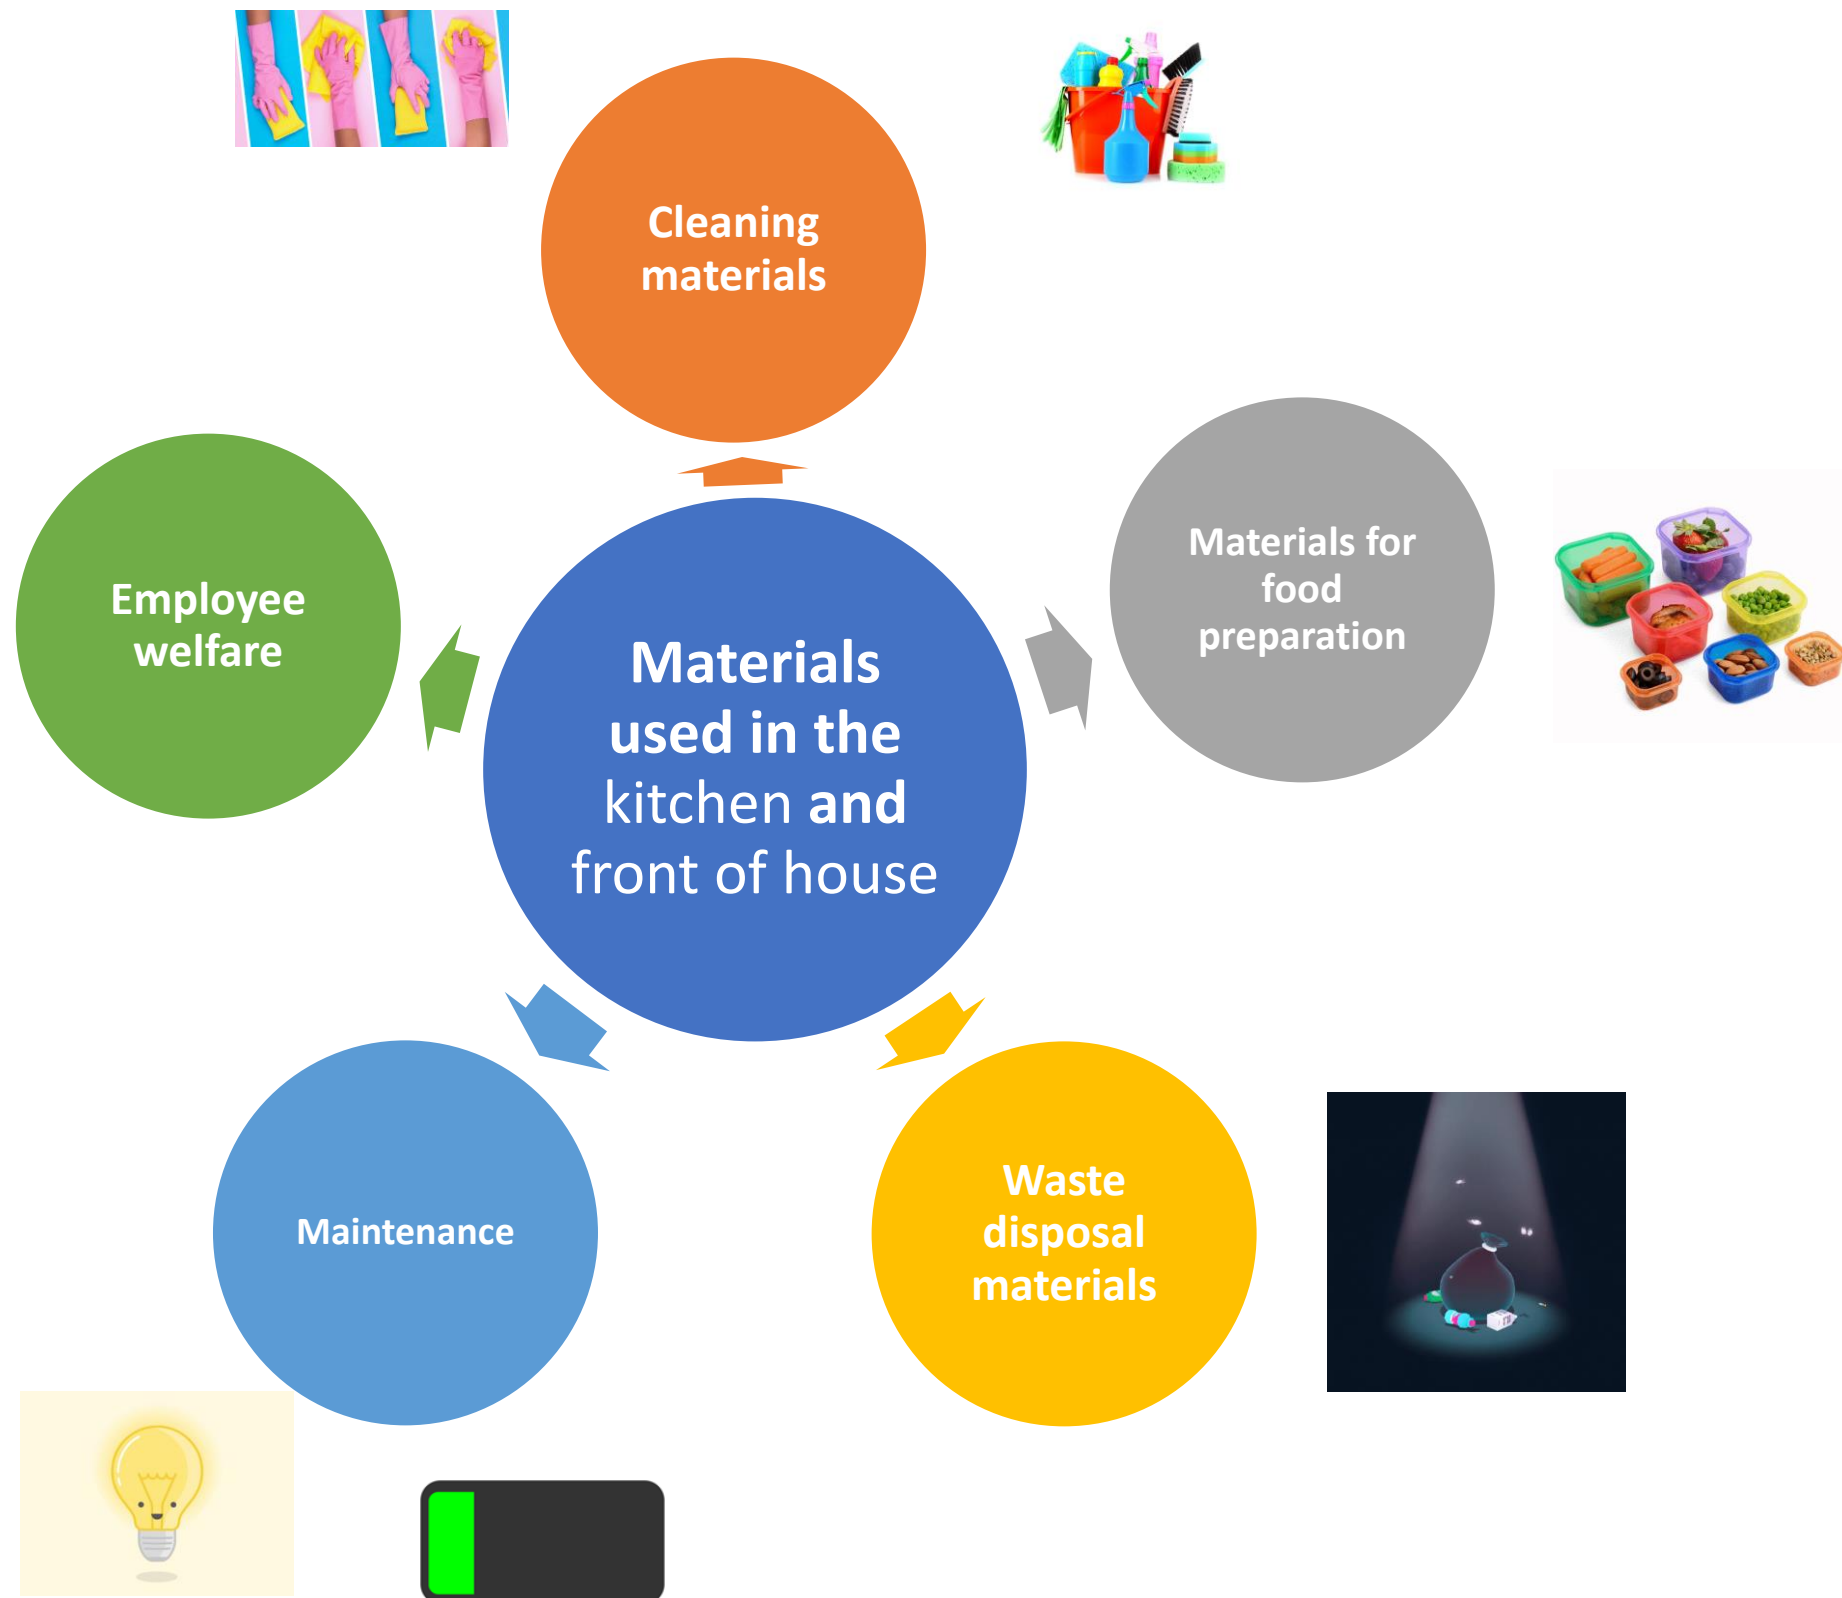 Cleaning
materials
Materials for
food
preparation
Employee
welfare
Materials
used in the
kitchen and
front of house
Waste
disposal
materials
Maintenance